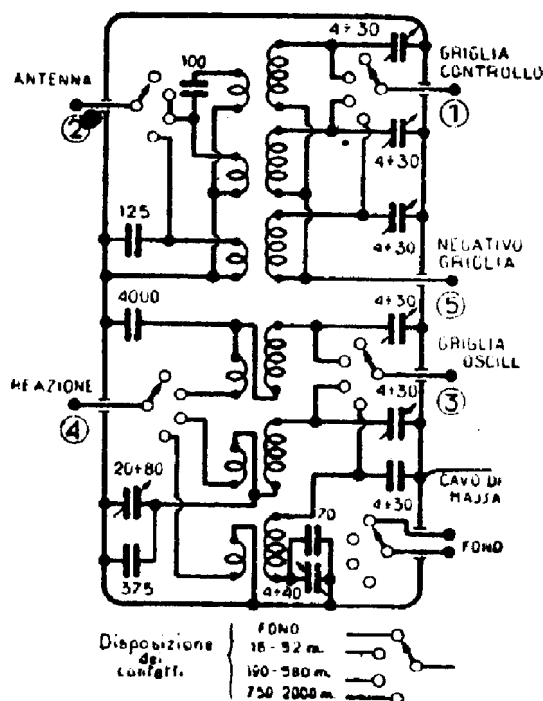 4÷30
100
GRIGLIA
CONTROLLO
ANTENNA
①
②
4÷30
125
4÷30
NEGATIVO
GRIGLIA
4000
4÷30
⑤
GRIGLIA
OSCILL
REAZIONE
4÷30
③
④
20÷80
CAVO DI
MASSA
4÷30
70
FONO
375
4÷40
Disposizione
dei
contatti
FONO
18-52 m.
190-580 m.
750-2000 m.